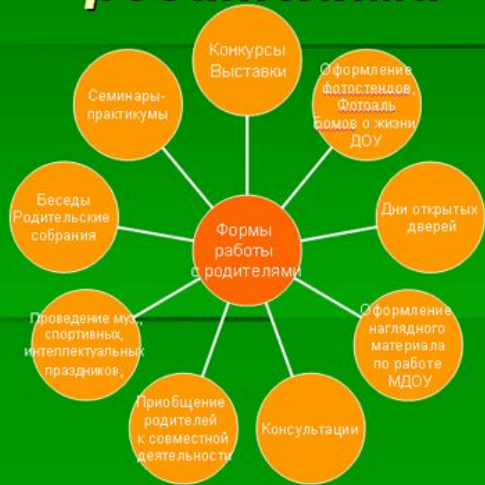 Конкурсы
Выставки
Оформление
фотостендов,
Фотоаль
Бомов о жизни
ДОУ
Дни открытых
дверей
Оформление
наглядного
материала
по работе
МДОУ
Консультации
Приобщение
родителей
к совместной
деятельности
Проведение муз.,
спортивных,
интеллектуальных
праздников,
Беседы
Родительские
собрания
Семинары-
практикумы
Формы
работы
с родителями